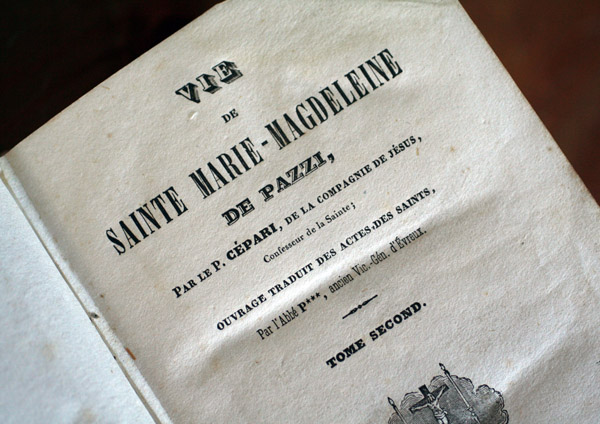 VIE
DE
SAINTE MARIE-MAGDELEINE
DE PAZZI,
PAR LE P. CÉPARI, DE LA COMPAGNIE DE JÉSUS,
Confesseur de la Sainte;
OUVRAGE TRADUIT DES ACTES DES SAINTS,
Par l'Abbé P***, ancien Vic.-Gén. d'Évreux.
TOME SECOND.